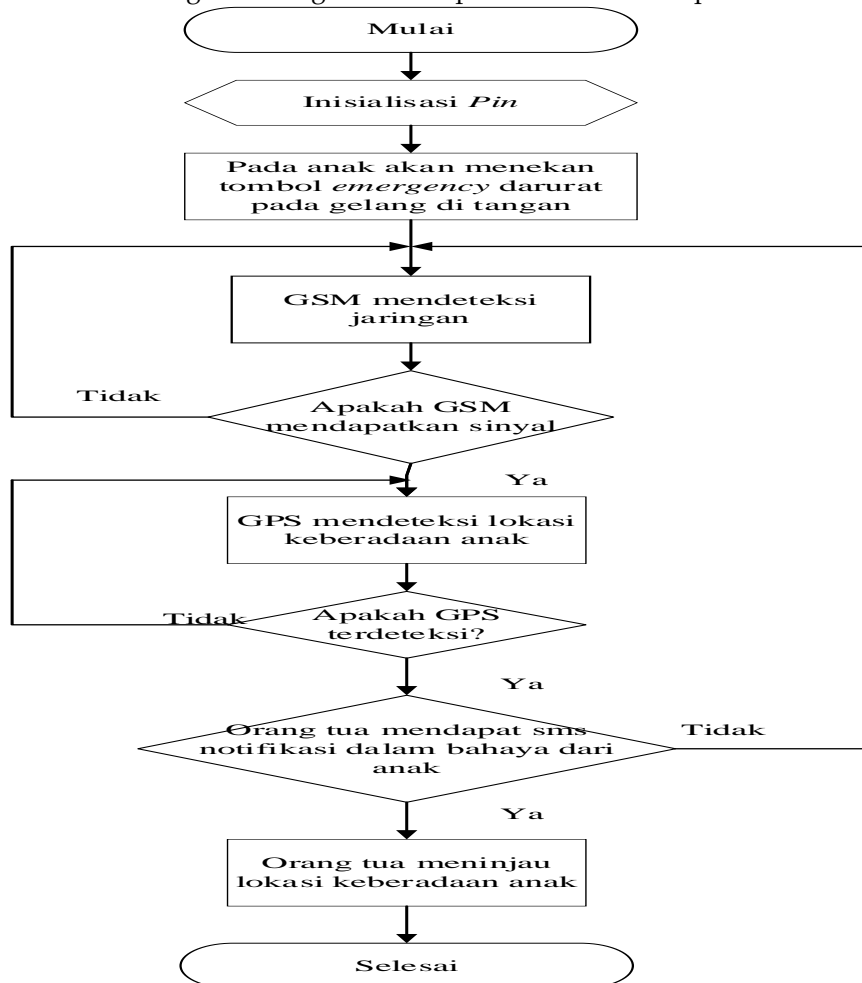 Mulai
Inisialisasi Pin
Pada anak akan menekan
tombol emergency darurat
pada gelang di tangan
GSM mendeteksi
jaringan
Tidak
Apakah GSM
mendapatkan sinyal
Ya
GPS mendeteksi lokasi
keberadaan anak
Tidak
Apakah GPS
terdeteksi?
Ya
Orang tua mendapat sms
notifikasi dalam bahaya dari
anak
Tidak
Ya
Orang tua meninjau
lokasi keberadaan anak
Selesai